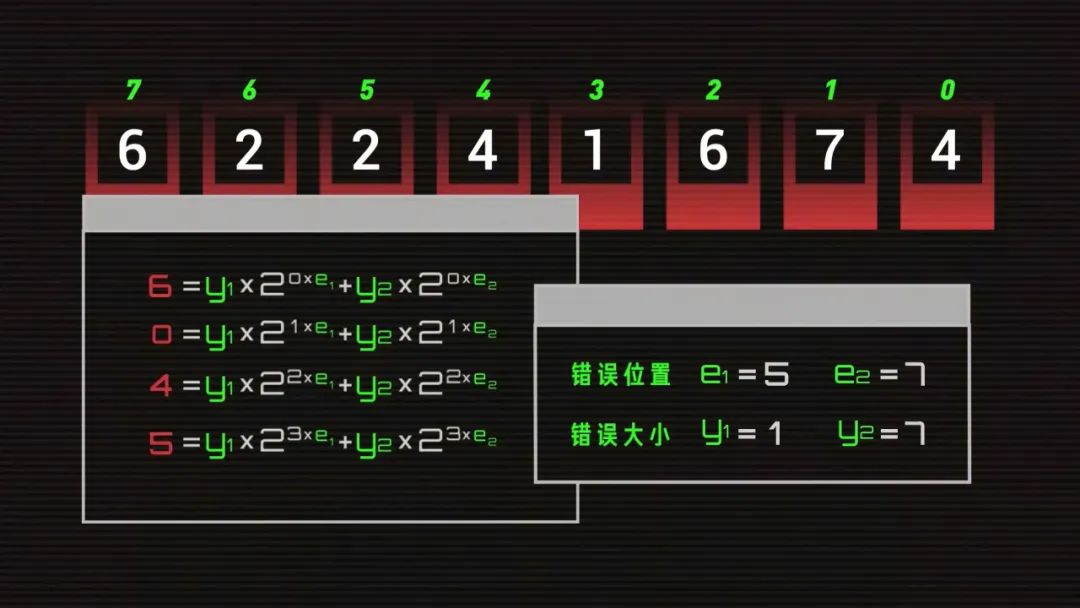 7 6 5 4 3 2 1 0
6 2 2 4 1 6 7 4
6 = y₁ × 2^{0×e₁} + y₂ × 2^{0×e₂}
0 = y₁ × 2^{1×e₁} + y₂ × 2^{1×e₂}
4 = y₁ × 2^{2×e₁} + y₂ × 2^{2×e₂}
5 = y₁ × 2^{3×e₁} + y₂ × 2^{3×e₂}
错误位置 e₁ = 5 e₂ = 7
错误大小 y₁ = 1 y₂ = 7